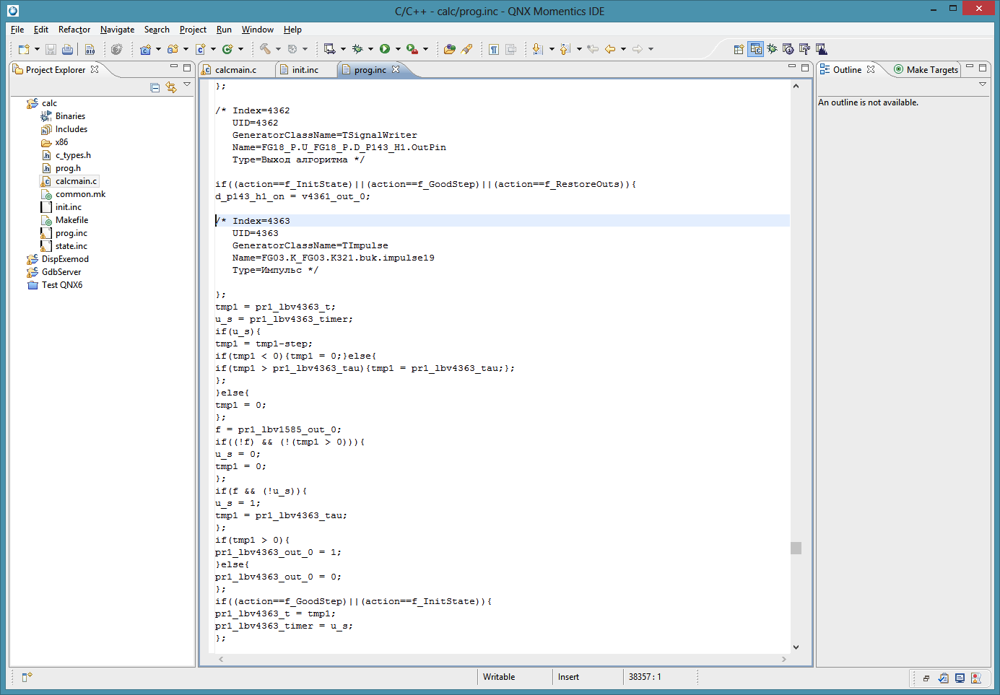 C/C++ - calc/prog.inc - QNX Momentics IDE
File Edit Refactor Navigate Search Project Run Window Help
Project Explorer
calc
Binaries
Includes
x86
c_types.h
prog.h
calcmain.c
common.mk
init.inc
Makefile
prog.inc
state.inc
DispExemod
GdbServer
Test QNX6
calcmain.c init.inc prog.inc
};
/* Index=4362
UID=4362
GeneratorClassName=TSignalWriter
Name=FG18_P.U_FG18_P.D_P143_H1.OutPin
Type=Выход алгоритма */
if((action==f_InitState)||(action==f_GoodStep)||(action==f_RestoreOuts)){
d_p143_h1_on = v4361_out_0;
/* Index=4363
UID=4363
GeneratorClassName=TImpulse
Name=FG03.K_FG03.K321.buk.impulse19
Type=Импульс */
};
tmp1 = pr1_lbv4363_t;
u_s = pr1_lbv4363_timer;
if(u_s){
tmp1 = tmp1-step;
if(tmp1 < 0){tmp1 = 0;}else{
if(tmp1 > pr1_lbv4363_tau){tmp1 = pr1_lbv4363_tau;};
};
}else{
tmp1 = 0;
};
f = pr1_lbv1585_out_0;
if((!f) && (!(tmp1 > 0))){
u_s = 0;
tmp1 = 0;
};
if(f && (!u_s)){
u_s = 1;
tmp1 = pr1_lbv4363_tau;
};
if(tmp1 > 0){
pr1_lbv4363_out_0 = 1;
}else{
pr1_lbv4363_out_0 = 0;
};
if((action==f_GoodStep)||(action==f_InitState)){
pr1_lbv4363_t = tmp1;
pr1_lbv4363_timer = u_s;
};
Outline Make Targets
An outline is not available.
Writable Insert 38357 : 1